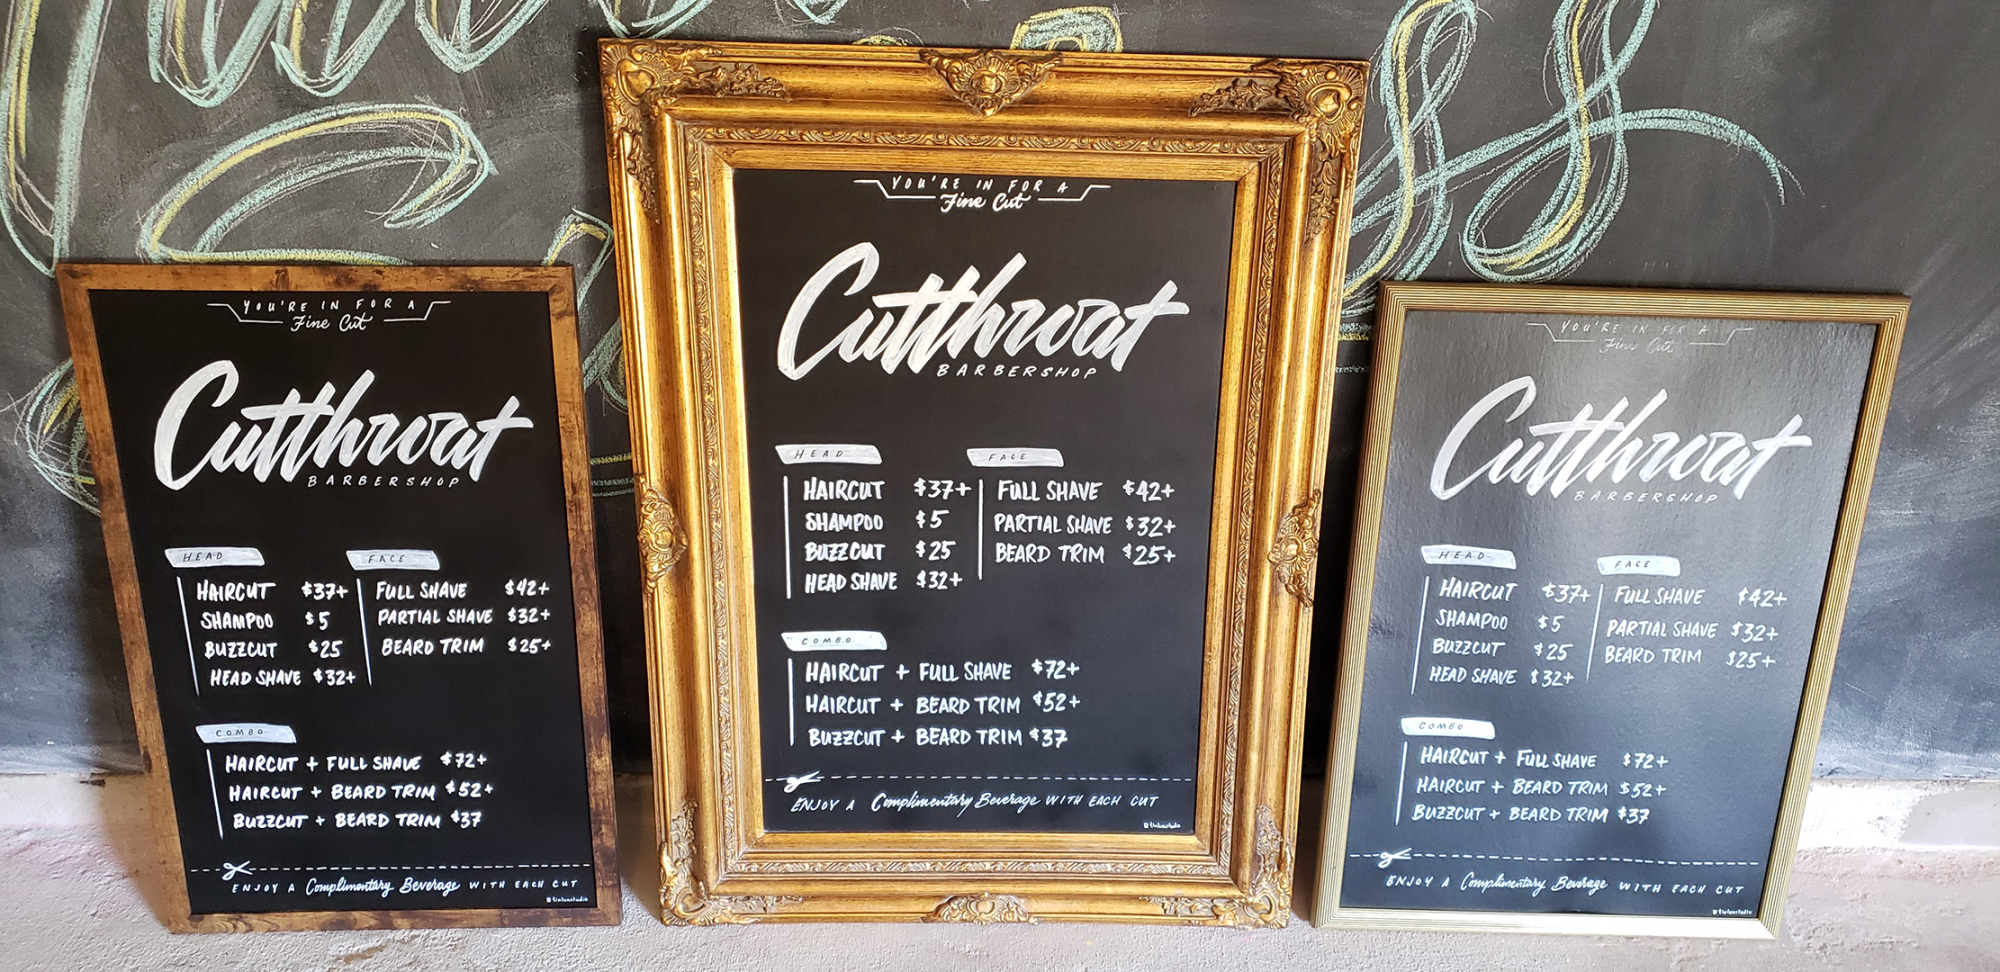 YOU'RE IN FOR A
Fine Cut
Cutthroat
BARBERSHOP
HEAD
HAIRCUT $37+
SHAMPOO $5
BUZZCUT $25
HEAD SHAVE $32+
FACE
FULL SHAVE $42+
PARTIAL SHAVE $32+
BEARD TRIM $25+
COMBO
HAIRCUT + FULL SHAVE $72+
HAIRCUT + BEARD TRIM $52+
BUZZCUT + BEARD TRIM $37
ENJOY A Complimentary Beverage WITH EACH CUT
YOU'RE IN FOR A
Fine Cut
Cutthroat
BARBERSHOP
HEAD
HAIRCUT $37+
SHAMPOO $5
BUZZCUT $25
HEAD SHAVE $32+
FACE
FULL SHAVE $42+
PARTIAL SHAVE $32+
BEARD TRIM $25+
COMBO
HAIRCUT + FULL SHAVE $72+
HAIRCUT + BEARD TRIM $52+
BUZZCUT + BEARD TRIM $37
ENJOY A Complimentary Beverage WITH EACH CUT
YOU'RE IN FOR A
Fine Cut
Cutthroat
BARBERSHOP
HEAD
HAIRCUT $37+
SHAMPOO $5
BUZZCUT $25
HEAD SHAVE $32+
FACE
FULL SHAVE $42+
PARTIAL SHAVE $32+
BEARD TRIM $25+
COMBO
HAIRCUT + FULL SHAVE $72+
HAIRCUT + BEARD TRIM $52+
BUZZCUT + BEARD TRIM $37
ENJOY A Complimentary Beverage WITH EACH CUT